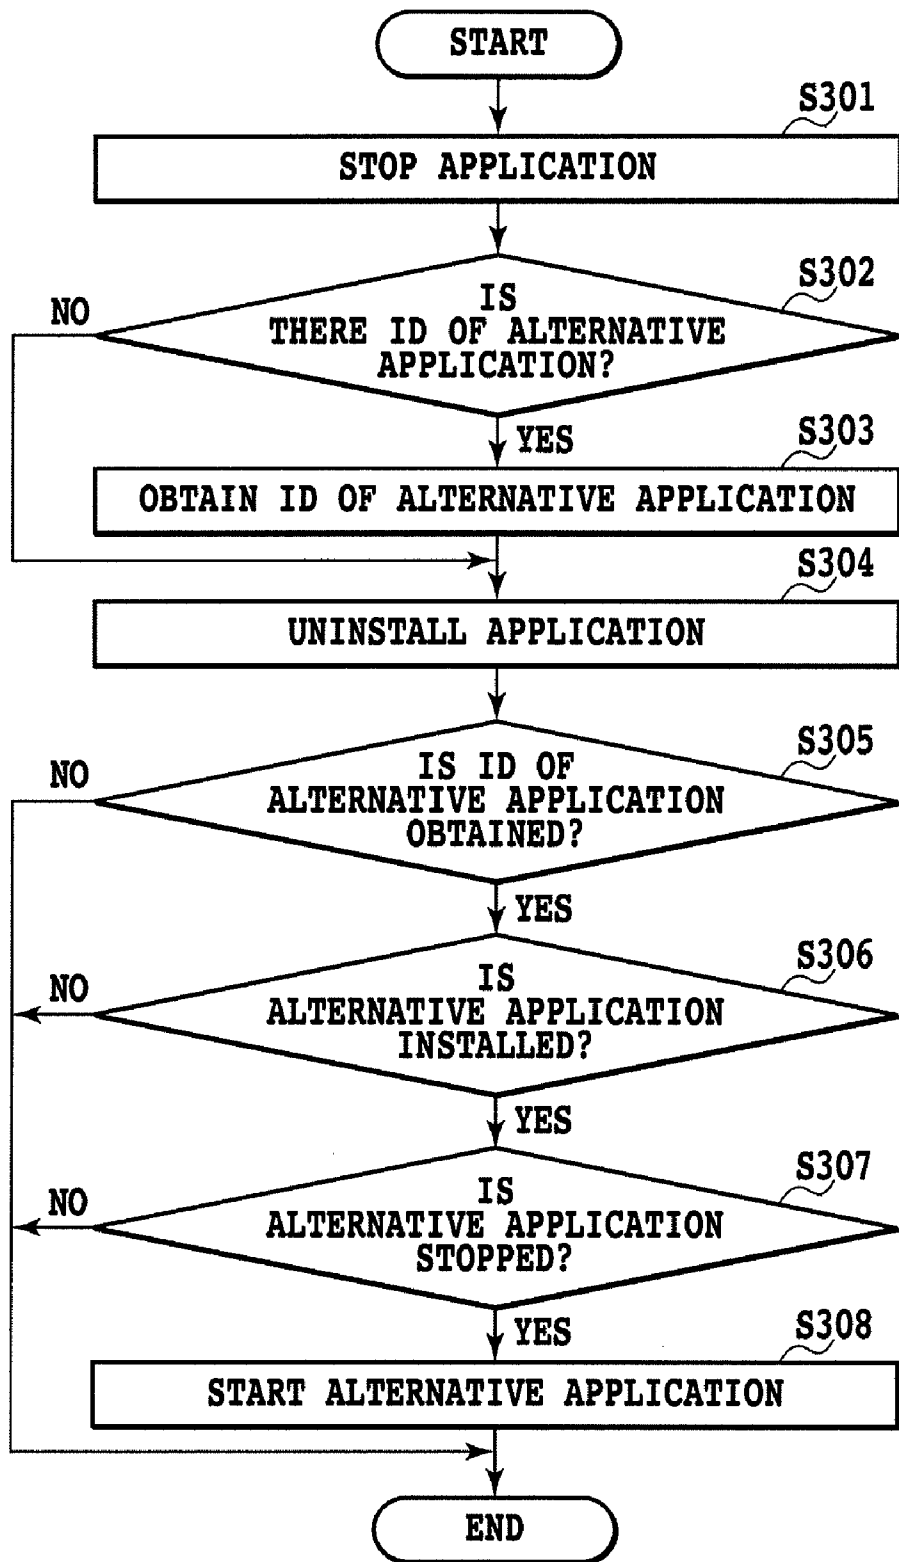 START
S301
STOP APPLICATION
S302
NO
IS
THERE ID OF ALTERNATIVE
APPLICATION?
YES
S303
OBTAIN ID OF ALTERNATIVE APPLICATION
S304
UNINSTALL APPLICATION
S305
NO
IS ID OF
ALTERNATIVE APPLICATION
OBTAINED?
YES
S306
NO
IS
ALTERNATIVE APPLICATION
INSTALLED?
YES
S307
NO
IS
ALTERNATIVE APPLICATION
STOPPED?
YES
S308
START ALTERNATIVE APPLICATION
END